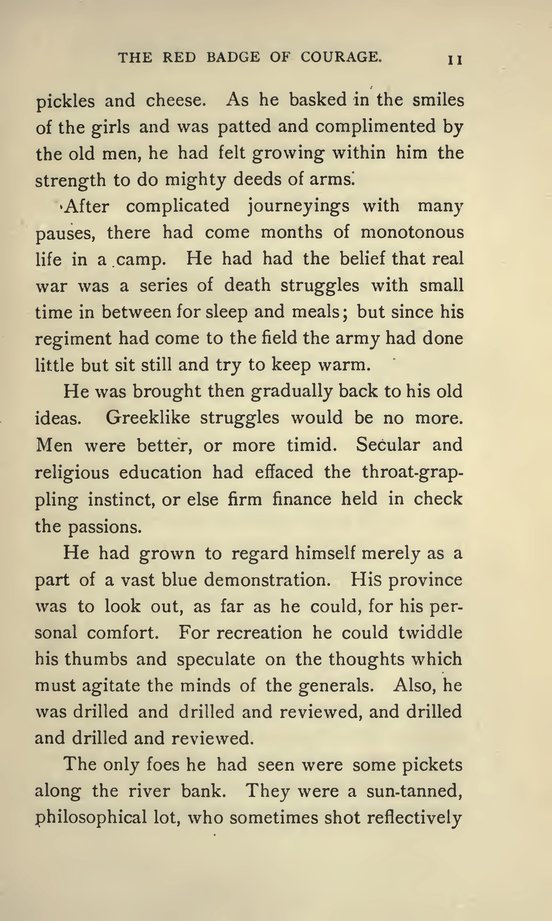 THE RED BADGE OF COURAGE. 11
pickles and cheese. As he basked in the smiles
of the girls and was patted and complimented by
the old men, he had felt growing within him the
strength to do mighty deeds of arms.
After complicated journeyings with many
pauses, there had come months of monotonous
life in a camp. He had had the belief that real
war was a series of death struggles with small
time in between for sleep and meals; but since his
regiment had come to the field the army had done
little but sit still and try to keep warm.
He was brought then gradually back to his old
ideas. Greeklike struggles would be no more.
Men were better, or more timid. Secular and
religious education had effaced the throat-grap-
pling instinct, or else firm finance held in check
the passions.
He had grown to regard himself merely as a
part of a vast blue demonstration. His province
was to look out, as far as he could, for his per-
sonal comfort. For recreation he could twiddle
his thumbs and speculate on the thoughts which
must agitate the minds of the generals. Also, he
was drilled and drilled and reviewed, and drilled
and drilled and reviewed.
The only foes he had seen were some pickets
along the river bank. They were a sun-tanned,
philosophical lot, who sometimes shot reflectively